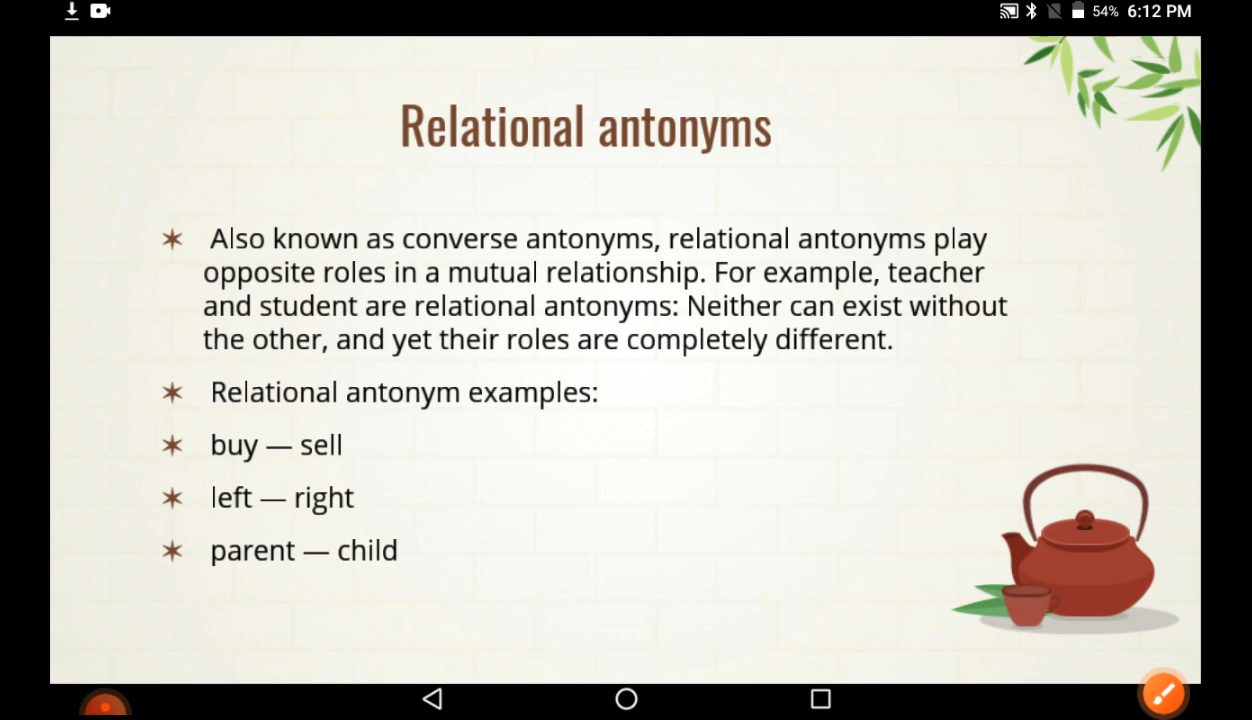 54% 6:12 PM
Relational antonyms
✶ Also known as converse antonyms, relational antonyms play
opposite roles in a mutual relationship. For example, teacher
and student are relational antonyms: Neither can exist without
the other, and yet their roles are completely different.
✶ Relational antonym examples:
✶ buy — sell
✶ left — right
✶ parent — child